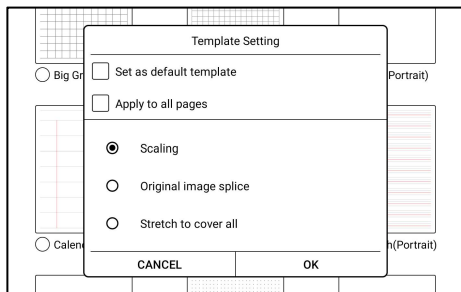 Template Setting
Big Gr
Set as default template
Portrait)
Apply to all pages
Scaling
Original image splice
Stretch to cover all
Calend
h(Portrait)
CANCEL
OK